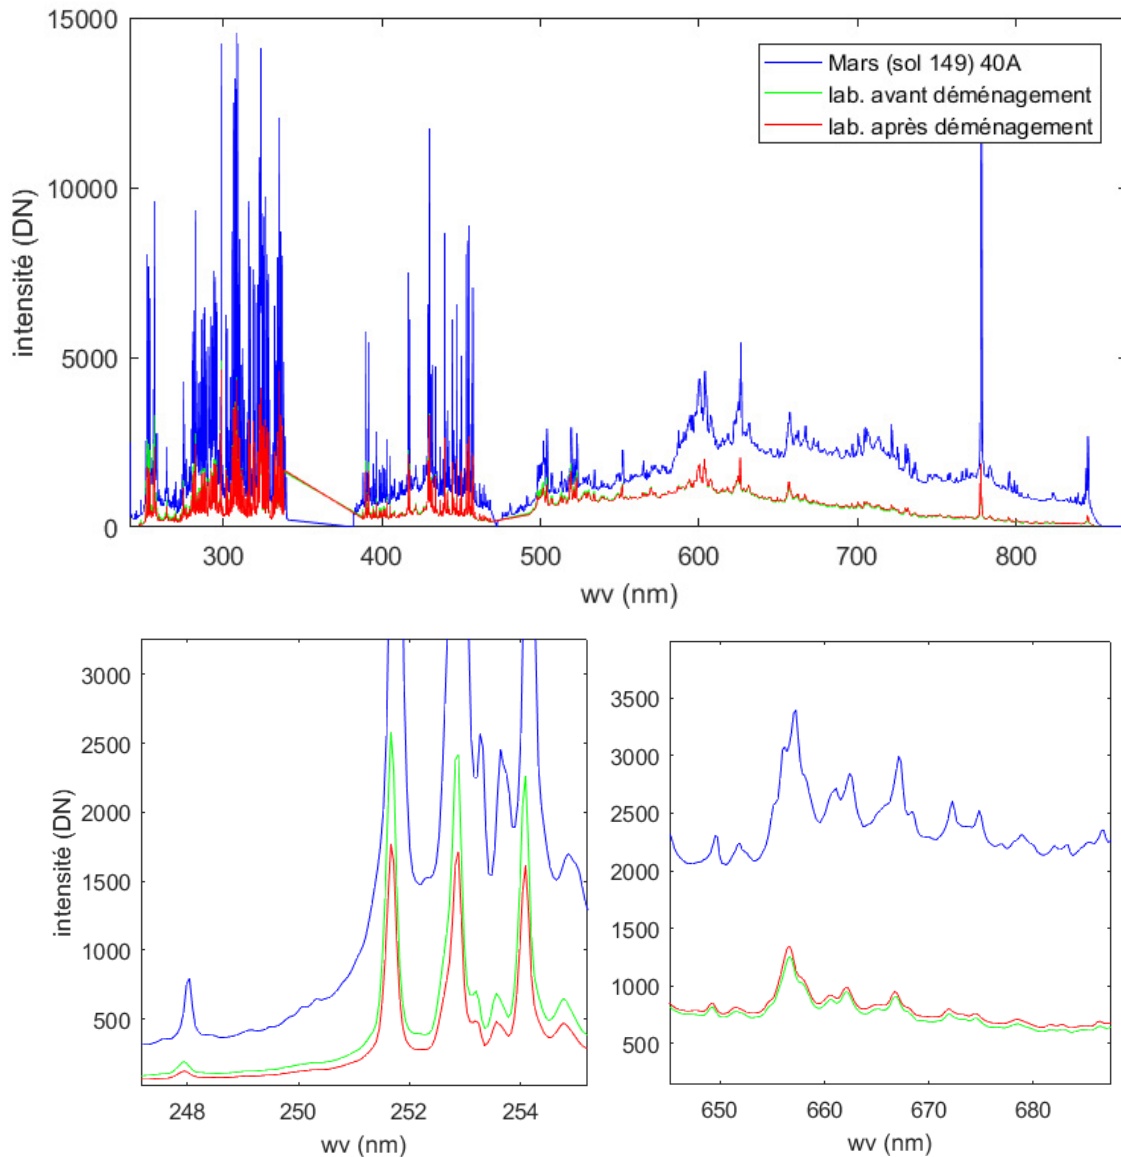 15000
10000
5000
0
intensité (DN)
Mars (sol 149) 40A
lab. avant déménagement
lab. après déménagement
300 400 500 600 700 800
wv (nm)
3000
2500
2000
1500
1000
500
intensité (DN)
248 250 252 254
wv (nm)
3500
3000
2500
2000
1500
1000
500
650 660 670 680
wv (nm)